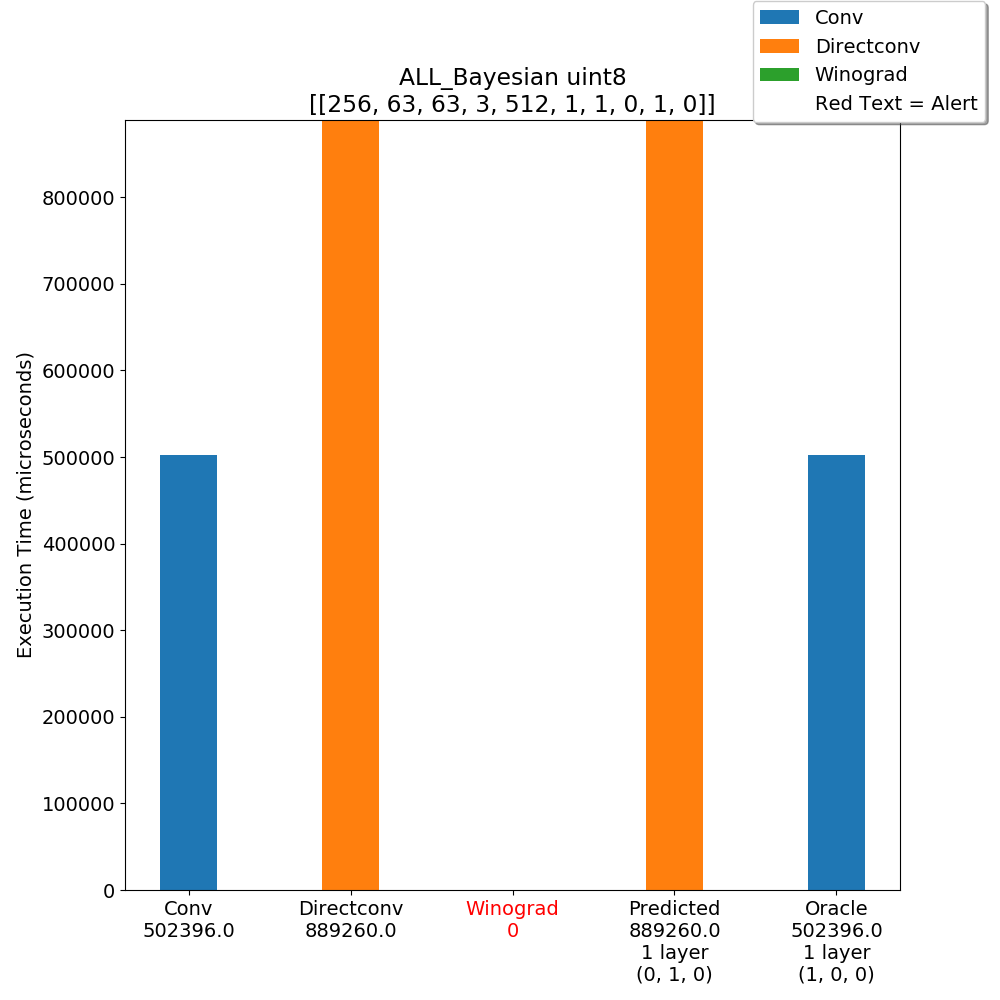 Conv
Directconv
Winograd
Red Text = Alert
ALL_Bayesian uint8
[[256, 63, 63, 3, 512, 1, 1, 0, 1, 0]]
Execution Time (microseconds)
800000
700000
600000
500000
400000
300000
200000
100000
0
Conv
502396.0
Directconv
889260.0
Winograd
0
Predicted
889260.0
1 layer
(0, 1, 0)
Oracle
502396.0
1 layer
(1, 0, 0)